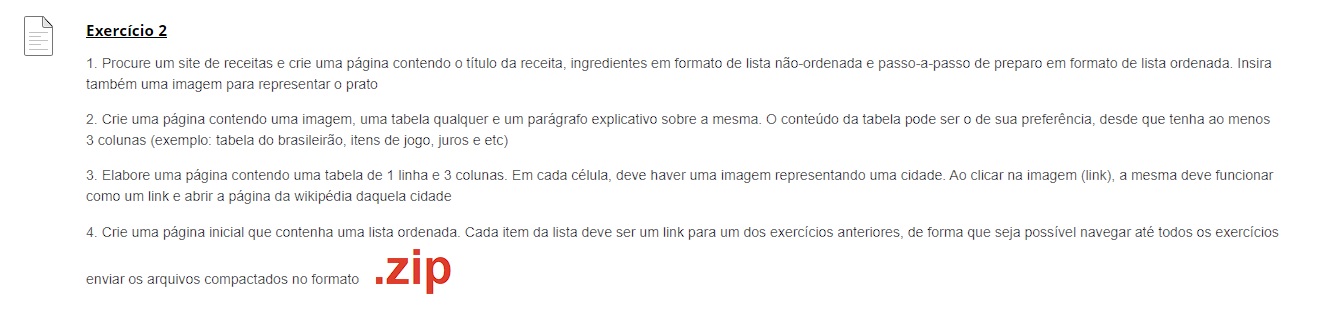 Exercício 2
1. Procure um site de receitas e crie uma página contendo o título da receita, ingredientes em formato de lista não-ordenada e passo-a-passo de preparo em formato de lista ordenada. Insira
também uma imagem para representar o prato
2. Crie uma página contendo uma imagem, uma tabela qualquer e um parágrafo explicativo sobre a mesma. O conteúdo da tabela pode ser o de sua preferência, desde que tenha ao menos
3 colunas (exemplo: tabela do brasileirão, itens de jogo, juros e etc)
3. Elabore uma página contendo uma tabela de 1 linha e 3 colunas. Em cada célula, deve haver uma imagem representando uma cidade. Ao clicar na imagem (link), a mesma deve funcionar
como um link e abrir a página da wikipédia daquela cidade
4. Crie uma página inicial que contenha uma lista ordenada. Cada item da lista deve ser um link para um dos exercícios anteriores, de forma que seja possível navegar até todos os exercícios
enviar os arquivos compactados no formato .zip